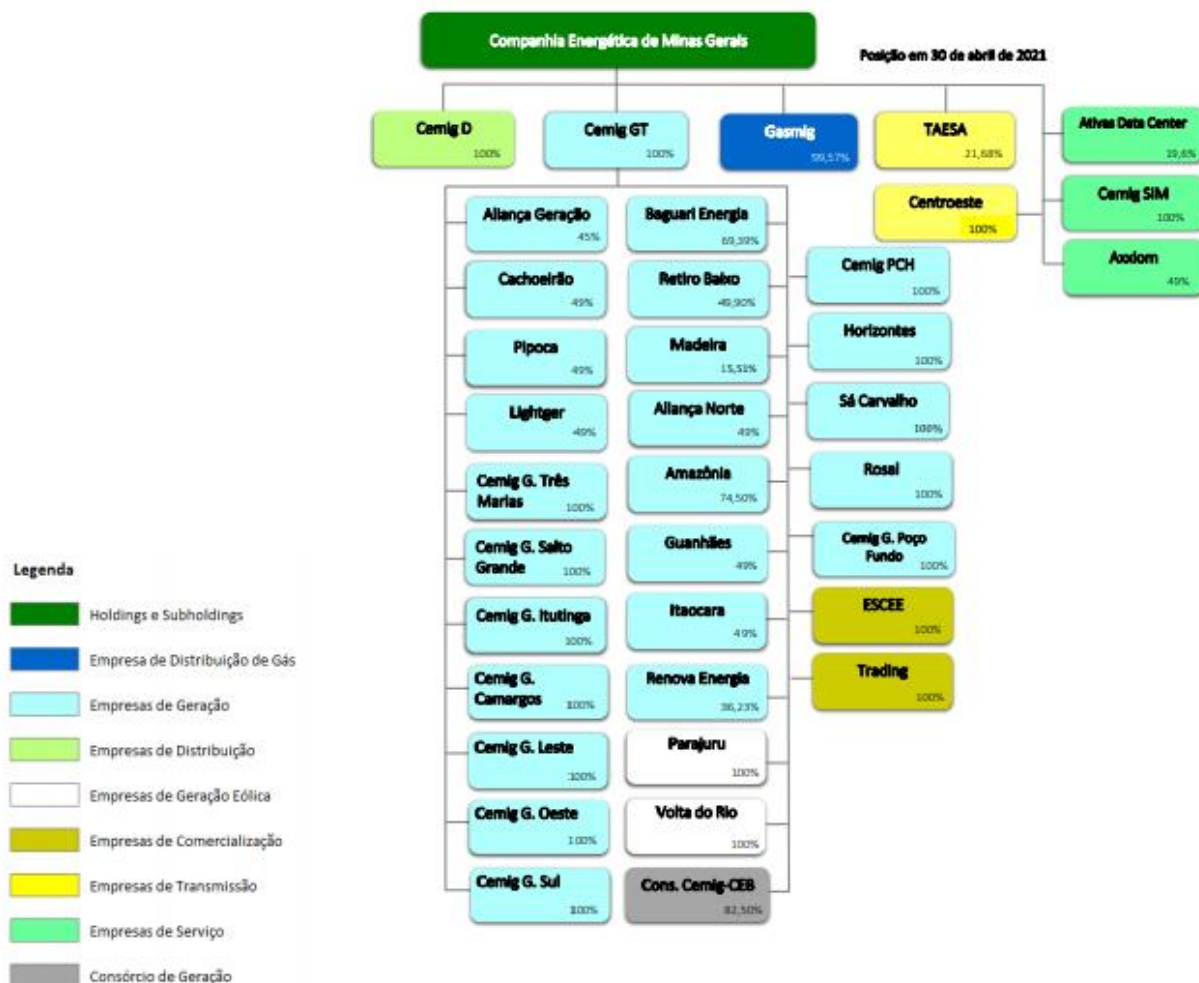 Companhia Energética de Minas Gerais
Posição em 30 de abril de 2021
Cemig D
100%
Cemig GT
100%
Gasmig
99,57%
TAESA
21,68%
Ativas Data Center
19,6%
Centroeste
100%
Cemig SIM
100%
Axxiom
49%
Aliança Geração
45%
Baguari Energia
69,39%
Cemig PCH
100%
Cachoeirão
49%
Retiro Baixo
49,90%
Horizontes
100%
Pipoca
49%
Madeira
15,51%
Sá Carvalho
100%
Lightger
49%
Aliança Norte
49%
Rosal
100%
Cemig G. Três
Marias
100%
Amazônia
74,50%
Cemig G. Poço
Fundo
100%
Cemig G. Salto
Grande
100%
Guanhães
49%
ESCEE
100%
Cemig G. Itutinga
100%
Itaocara
49%
Trading
100%
Cemig G.
Camargos
100%
Renova Energia
36,23%
Cemig G. Leste
100%
Parajuru
100%
Cemig G. Oeste
100%
Volta do Rio
100%
Cemig G. Sul
100%
Cons. Cemig-CEB
82,50%
Legenda
Holdings e Subholdings
Empresa de Distribuição de Gás
Empresas de Geração
Empresas de Distribuição
Empresas de Geração Eólica
Empresas de Comercialização
Empresas de Transmissão
Empresas de Serviço
Consórcio de Geração